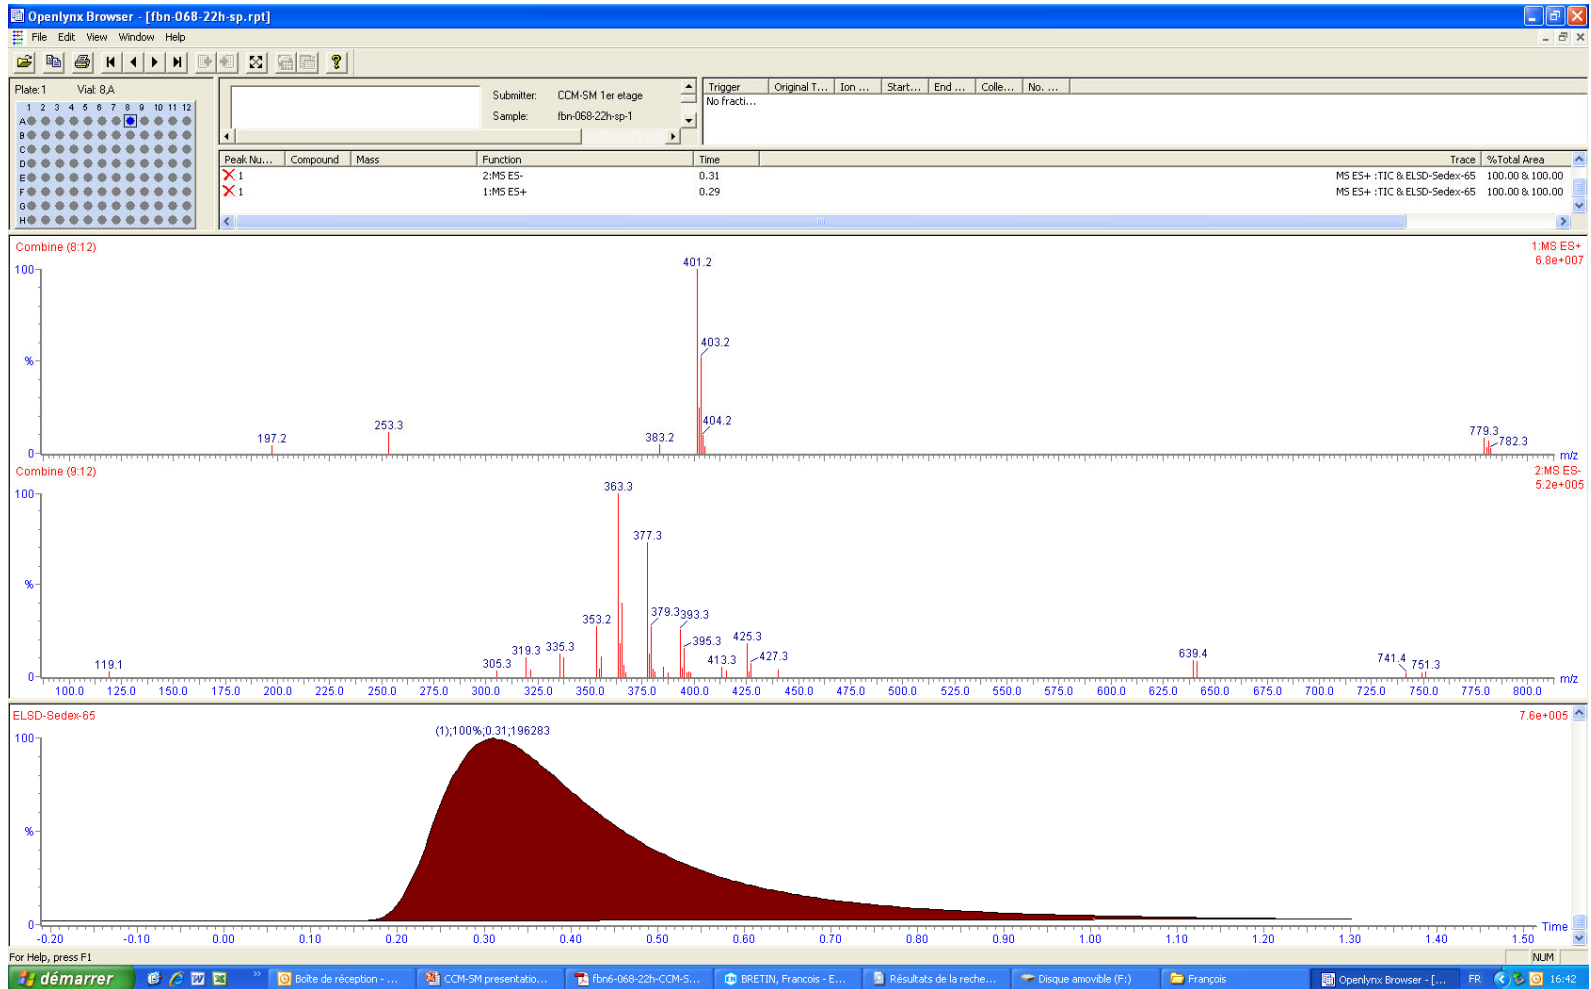 Openlynx Browser - [fbn-068-22h-sp.rpt]
File Edit View Window Help
Plate:1 Vial: 8,A
1 2 3 4 5 6 7 8 9 10 11 12
A
B
C
D
E
F
G
H
Submitter: CCM-SM 1er etage
Sample: fbn-068-22h-sp-1
Trigger Original T... Ion ... Start... End ... Colle... No. ...
No fracti...
Peak Nu... Compound Mass Function Time Trace %Total Area
1 2:MS ES- 0.31 MS ES+ :TIC & ELSD-Sedex-65 100.00 & 100.00
1 1:MS ES+ 0.29 MS ES+ :TIC & ELSD-Sedex-65 100.00 & 100.00
Combine (8:12) 1:MS ES+
6.8e+007
100
%
0
401.2
403.2
404.2
253.3
197.2
383.2
779.3
782.3
m/z
Combine (9:12) 2:MS ES-
5.2e+005
100
%
0
363.3
377.3
379.3
393.3
353.2
395.3
425.3
335.3
319.3
427.3
413.3
305.3
119.1
639.4
741.4
751.3
100.0 125.0 150.0 175.0 200.0 225.0 250.0 275.0 300.0 325.0 350.0 375.0 400.0 425.0 450.0 475.0 500.0 525.0 550.0 575.0 600.0 625.0 650.0 675.0 700.0 725.0 750.0 775.0 800.0 m/z
ELSD-Sedex-65 7.6e+005
(1);100%;0.31;196283
100
%
0
-0.20 -0.10 0.00 0.10 0.20 0.30 0.40 0.50 0.60 0.70 0.80 0.90 1.00 1.10 1.20 1.30 1.40 1.50 Time
For Help, press F1 NUM
démarrer » Boîte de réception - ... CCM-SM presentatio... fbn6-068-22h-CCM-S... BRETIN, Francois - E... Résultats de la reche... Disque amovible (F:) François Openlynx Browser - [... FR 16:42